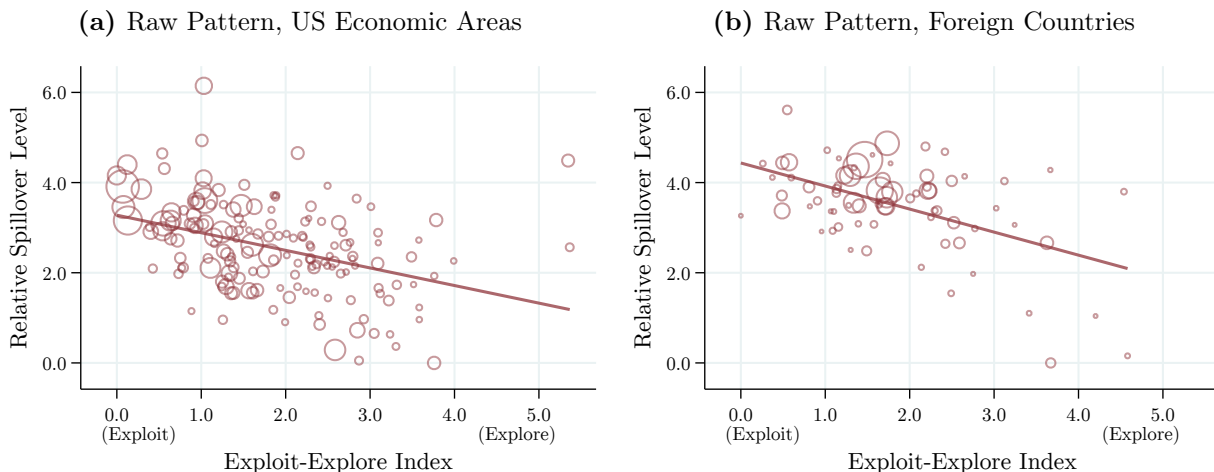 (a) Raw Pattern, US Economic Areas
Relative Spillover Level
6.0
4.0
2.0
0.0
0.0
1.0
2.0
3.0
4.0
5.0
(Exploit)
(Explore)
Exploit-Explore Index
(b) Raw Pattern, Foreign Countries
Relative Spillover Level
6.0
4.0
2.0
0.0
0.0
1.0
2.0
3.0
4.0
5.0
(Exploit)
(Explore)
Exploit-Explore Index